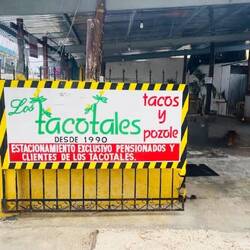 Los
tacotales
tacos
y
pozole
DESDE 1990
ESTACIONAMIENTO EXCLUSIVO PENSIONADOS Y
CLIENTES DE LOS TACOTALES.